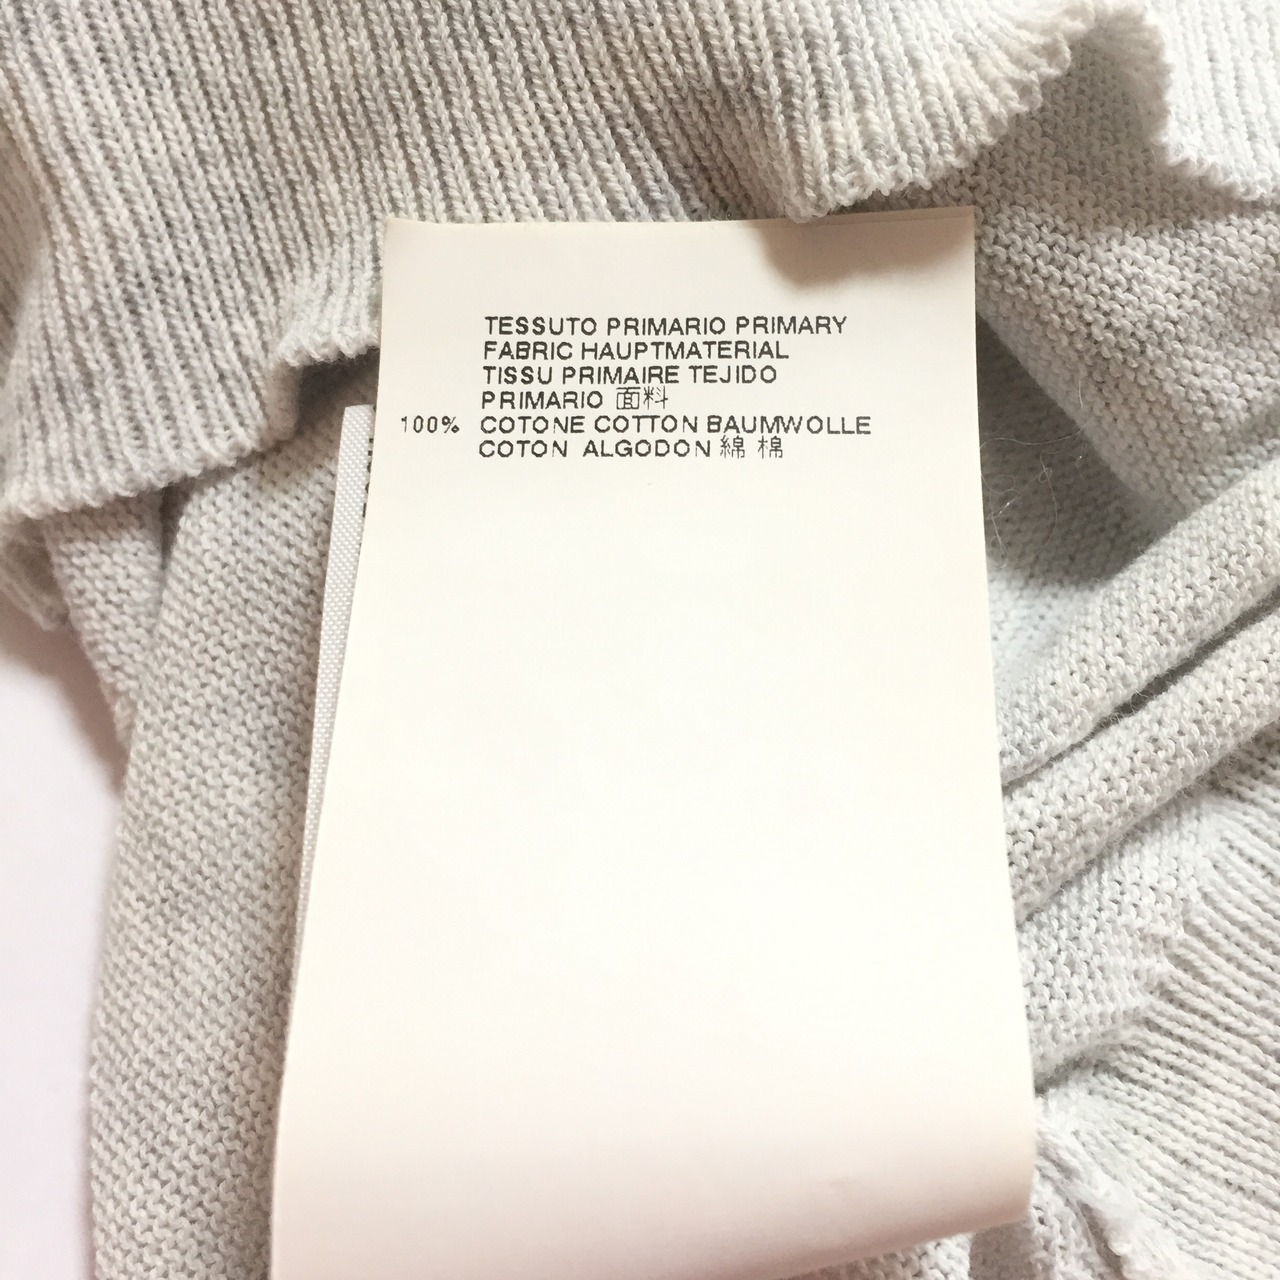 TESSUTO PRIMARIO PRIMARY
FABRIC HAUPTMATERIAL
TISSU PRIMAIRE TEJIDO
PRIMARIO 面料
100% COTONE COTTON BAUMWOLLE
COTON ALGODON 綿 棉